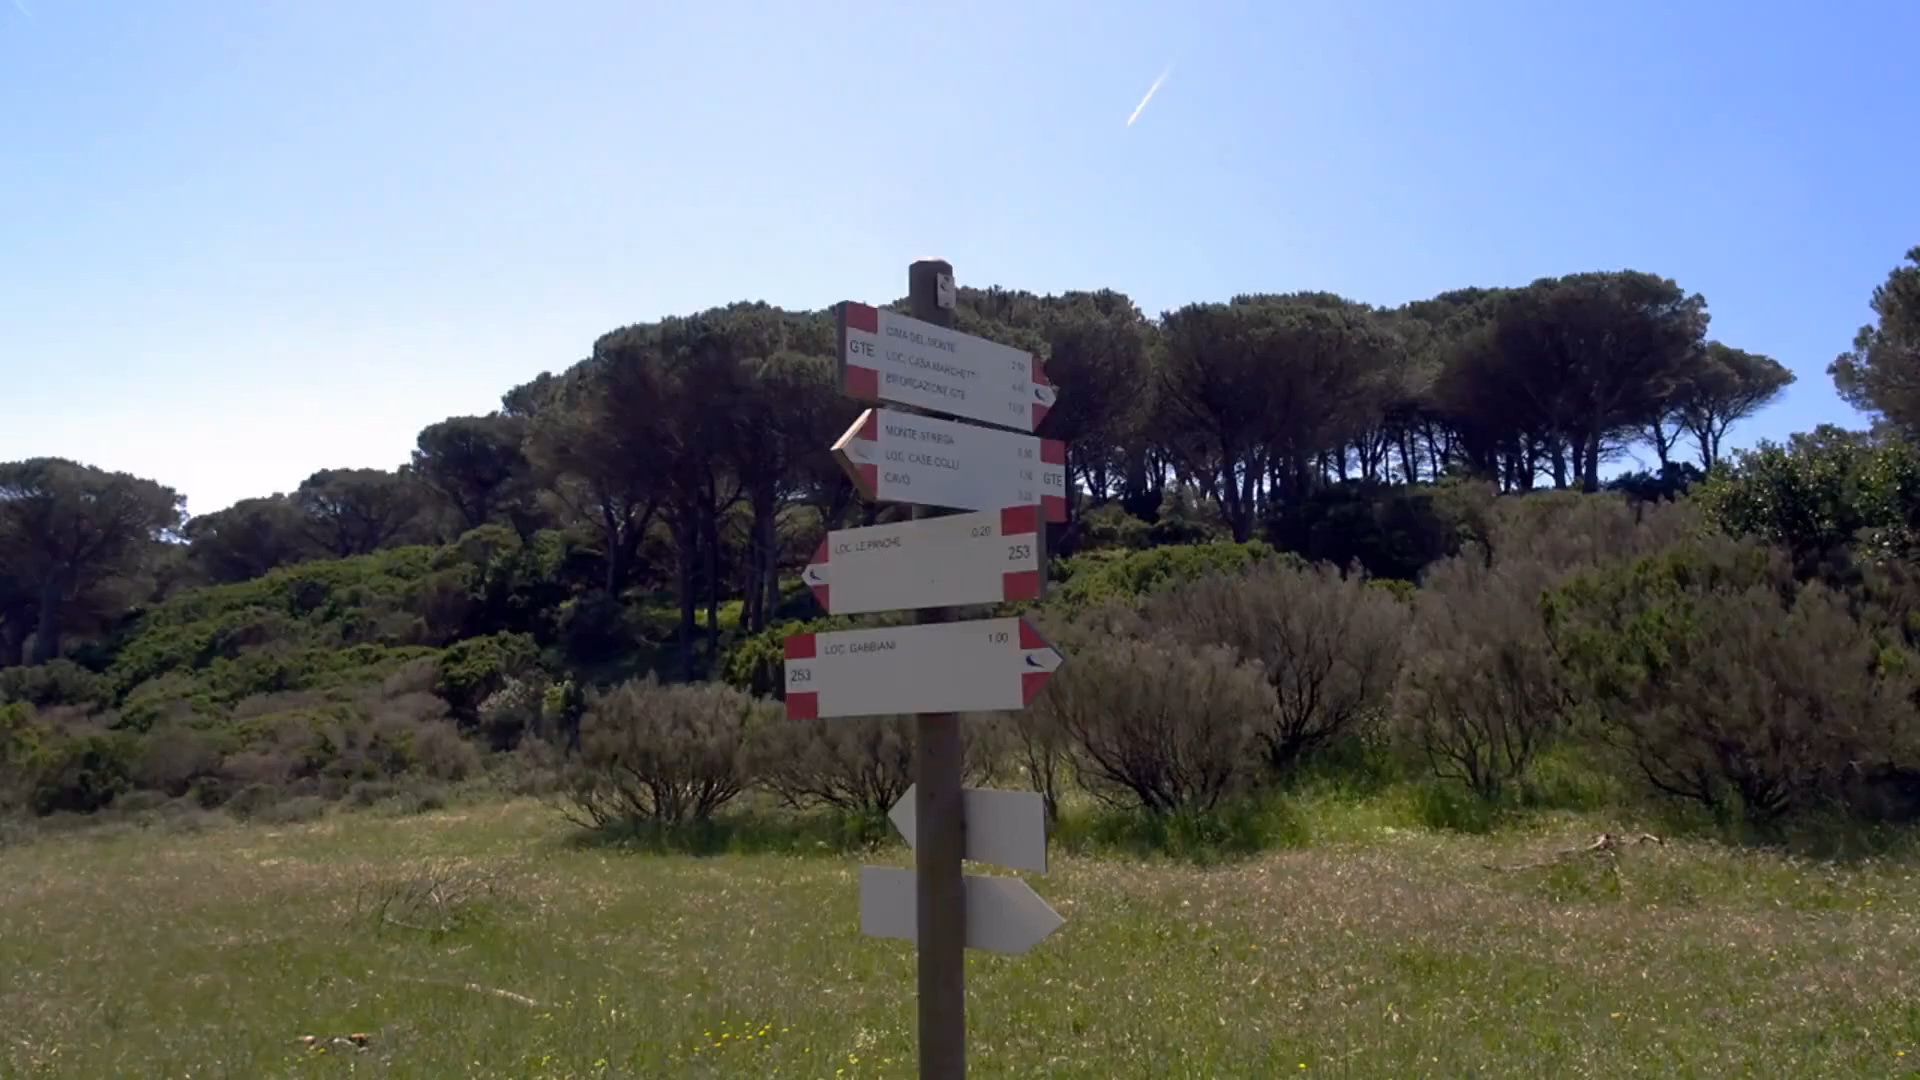 GTE
CIMA DEL MONTE
LOC. CASA MARCHETTI
BIFORCAZIONE GTE
MONTE STREGA
LOC. CASE COLLI
CAVO
GTE
LOC. LE PANCHE 0.20
253
LOC. GABBIANI 1.00
253